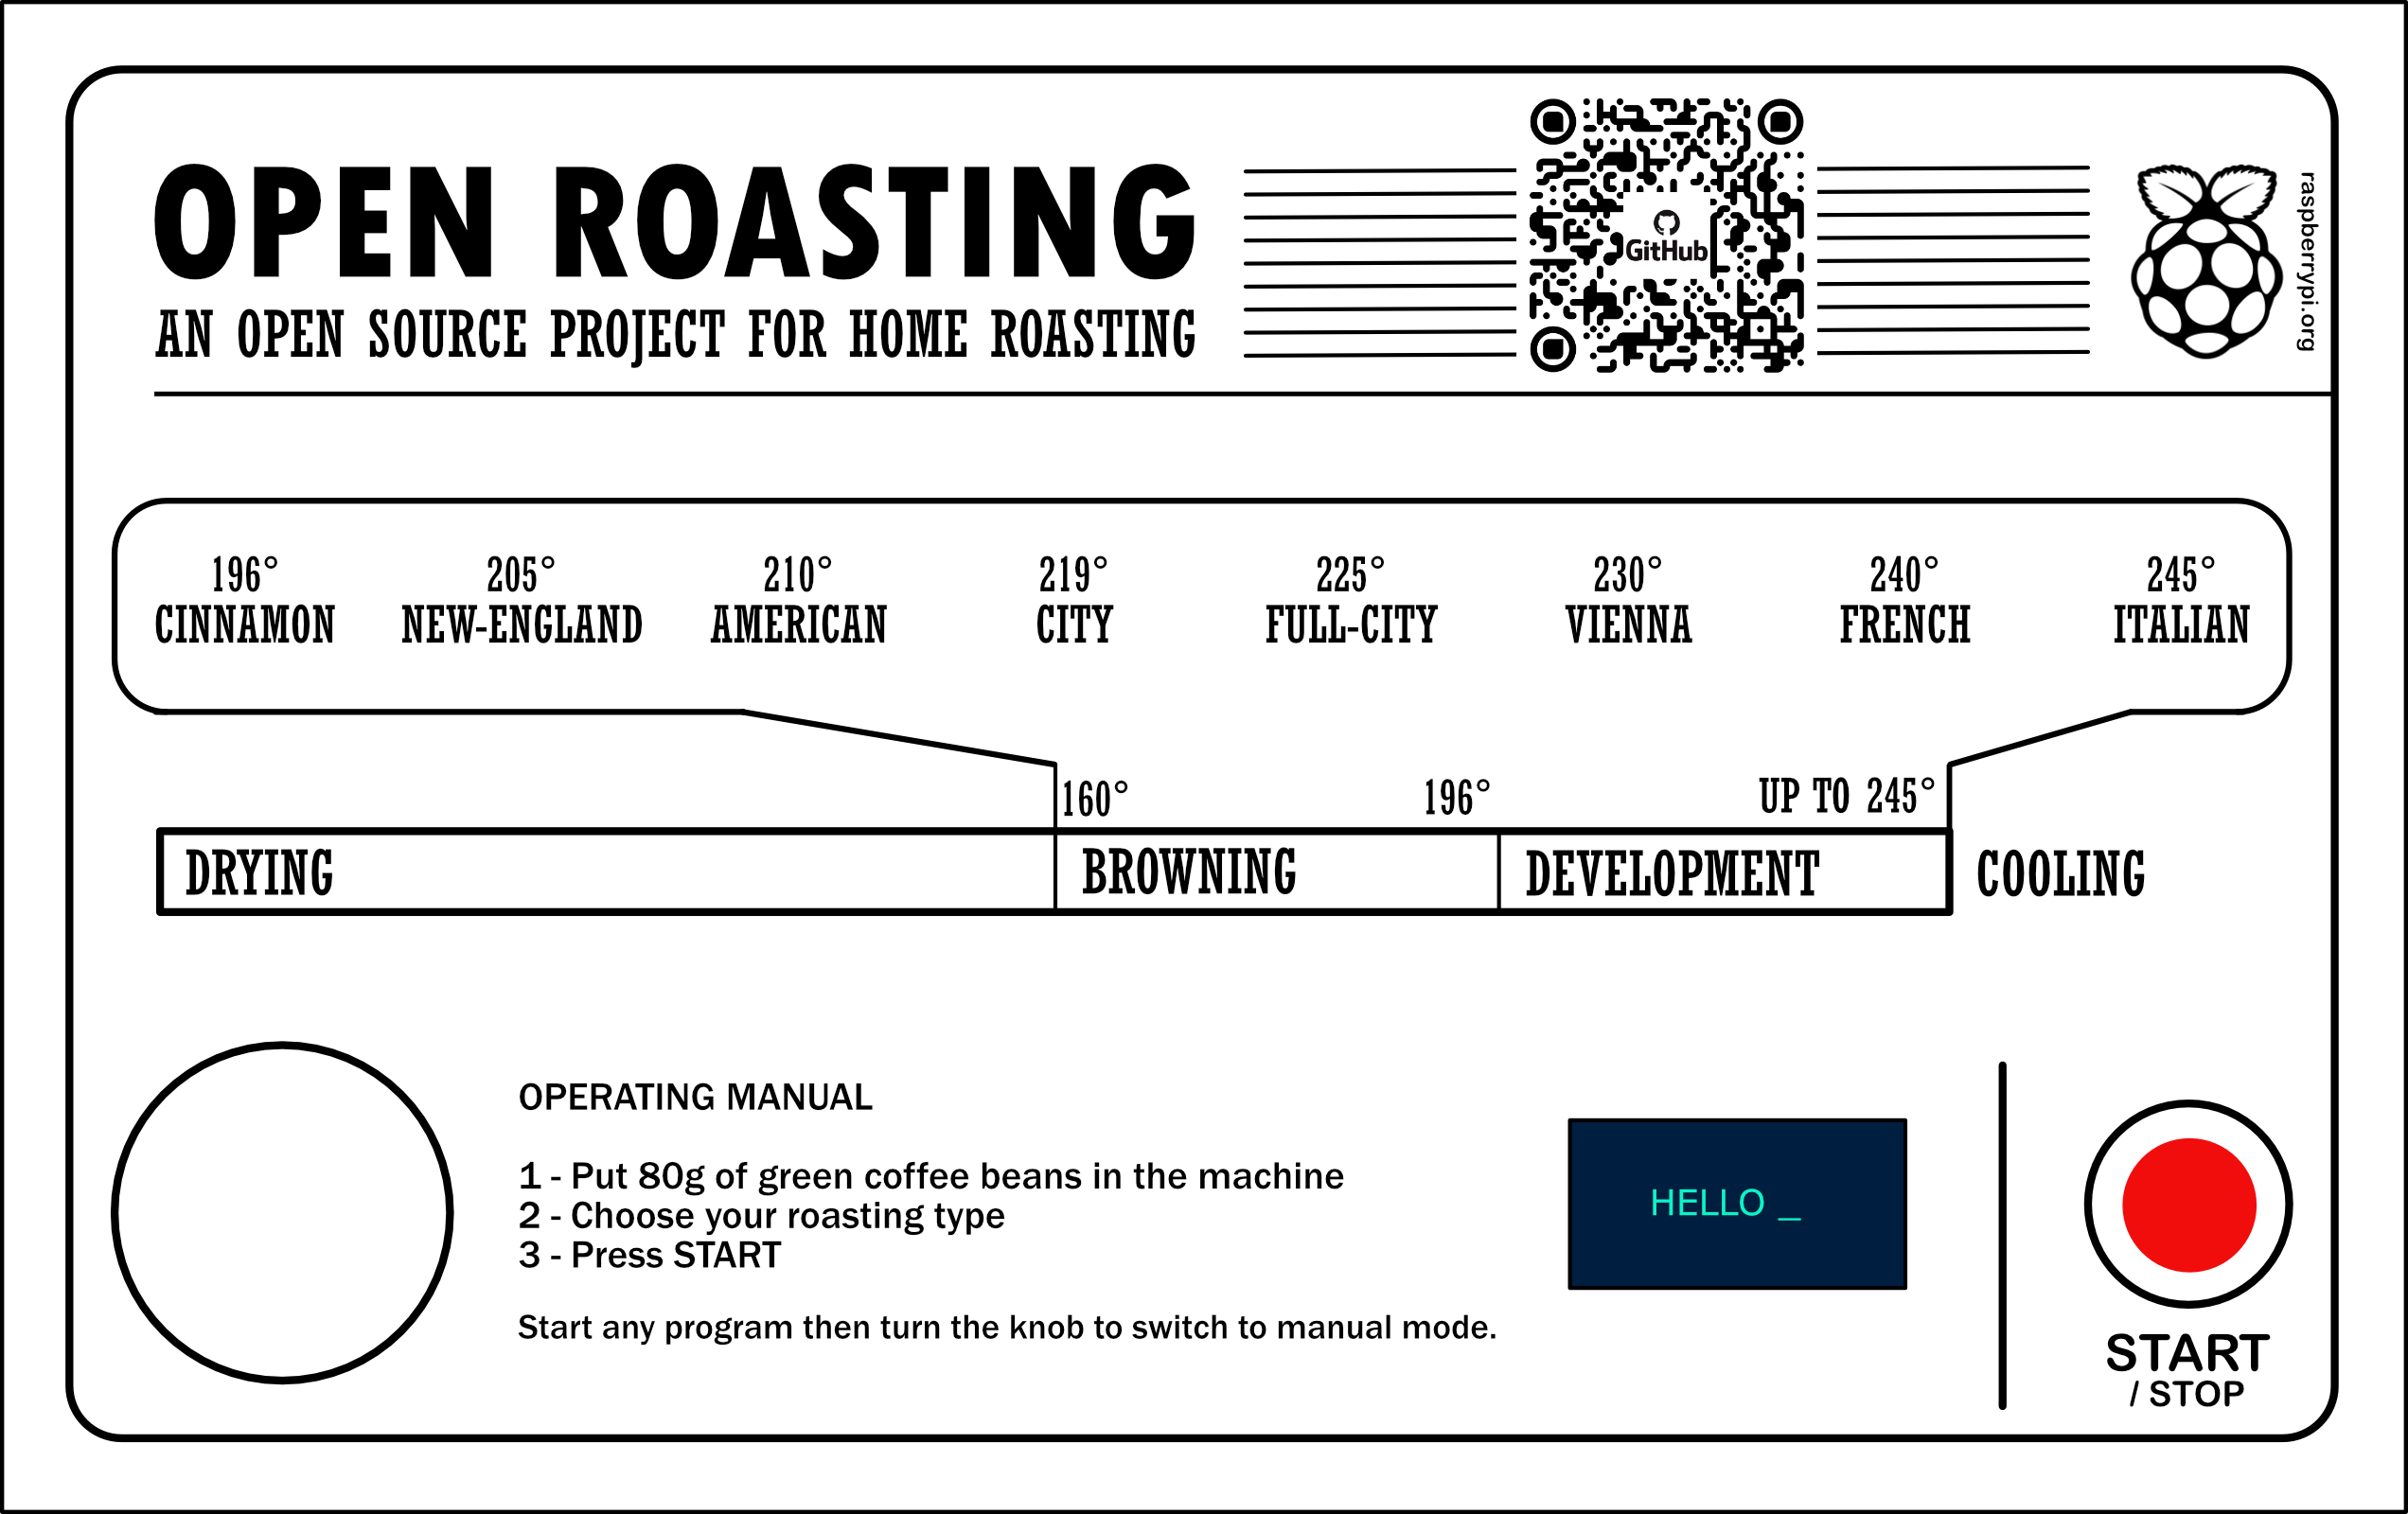 OPEN ROASTING
AN OPEN SOURCE PROJECT FOR HOME ROASTING
GitHub
raspberrypi.org
196° 205° 210° 219° 225° 230° 240° 245°
CINNAMON NEW-ENGLAND AMERICAN CITY FULL-CITY VIENNA FRENCH ITALIAN
160° 196° UP TO 245°
DRYING BROWNING DEVELOPMENT COOLING
OPERATING MANUAL
1 - Put 80g of green coffee beans in the machine
2 - Choose your roasting type
3 - Press START
Start any program then turn the knob to switch to manual mode.
HELLO _
START
/ STOP